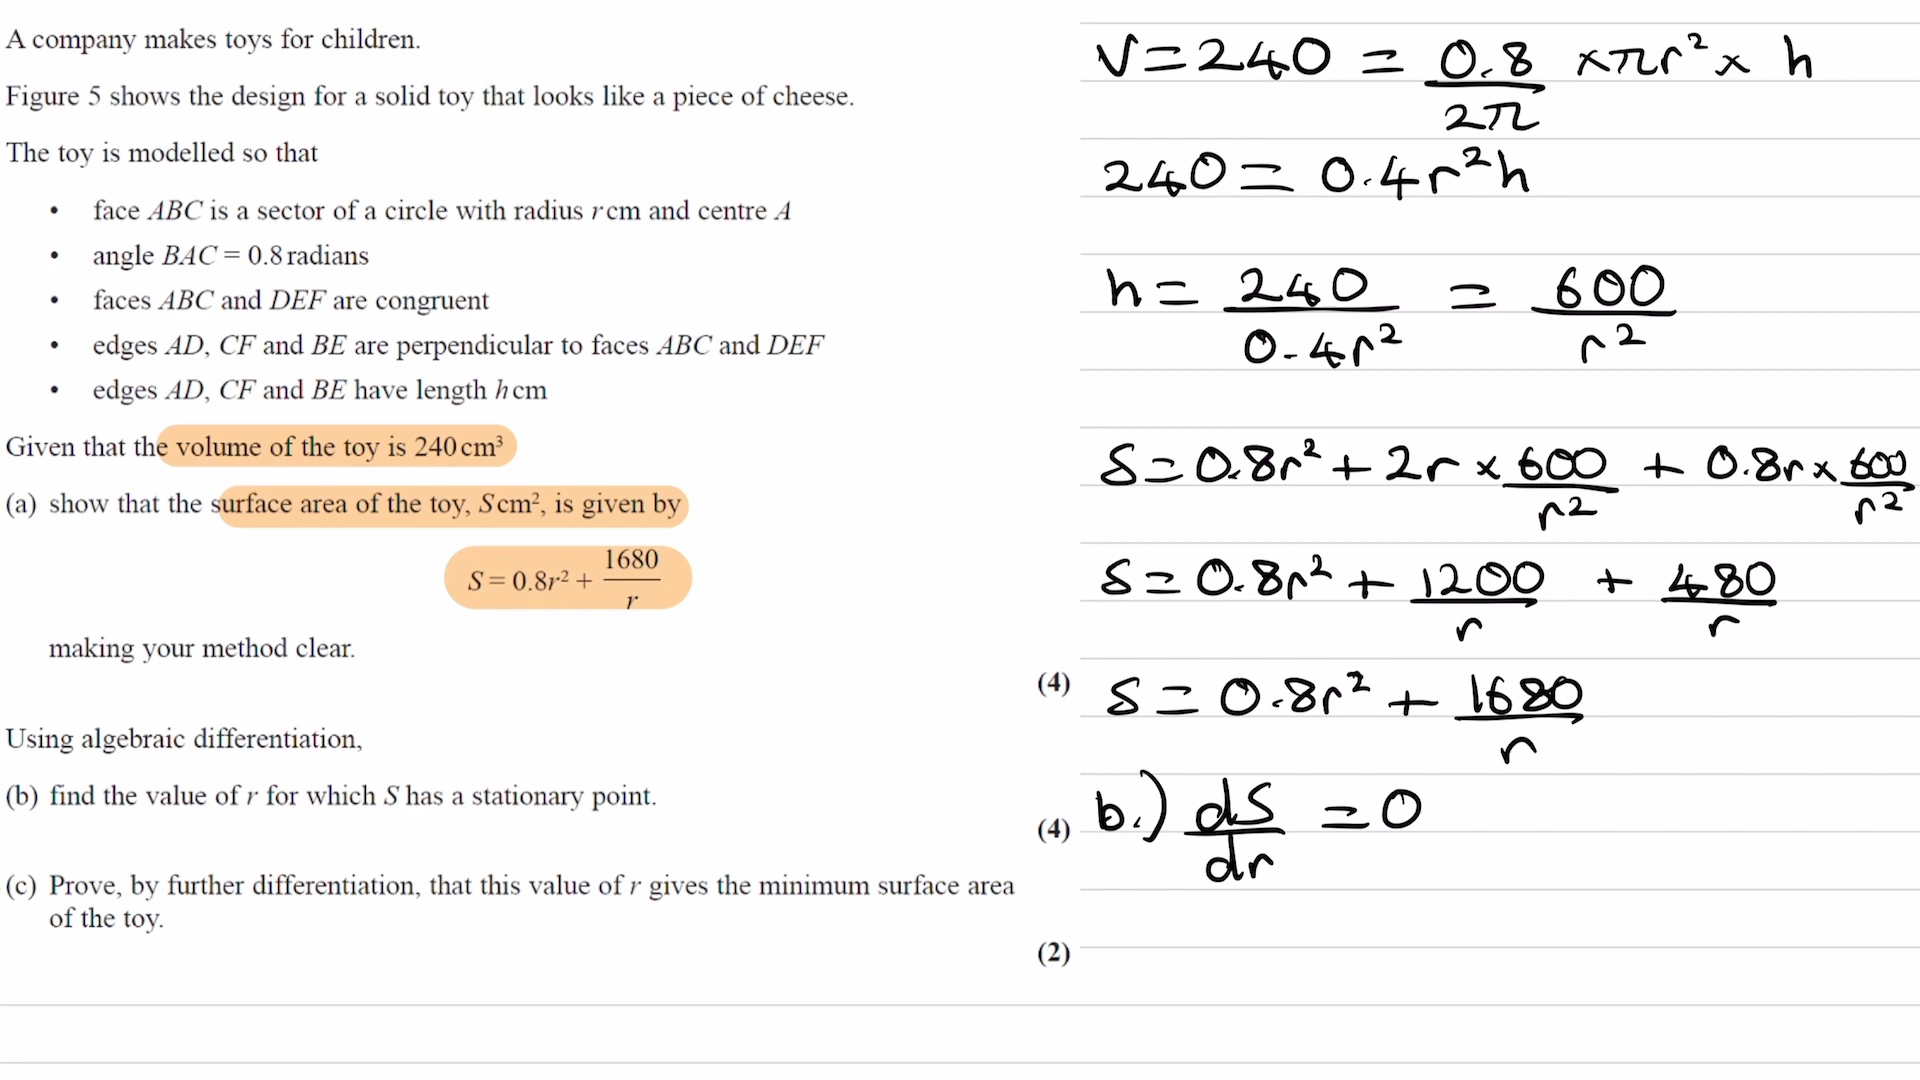 A company makes toys for children.
Figure 5 shows the design for a solid toy that looks like a piece of cheese.
The toy is modelled so that
• face ABC is a sector of a circle with radius r cm and centre A
• angle BAC = 0.8 radians
• faces ABC and DEF are congruent
• edges AD, CF and BE are perpendicular to faces ABC and DEF
• edges AD, CF and BE have length h cm
Given that the volume of the toy is 240 cm³
(a) show that the surface area of the toy, S cm², is given by
S = 0.8r² + 1680/r
making your method clear.
(4)
Using algebraic differentiation,
(b) find the value of r for which S has a stationary point.
(4)
(c) Prove, by further differentiation, that this value of r gives the minimum surface area
of the toy.
(2)
V = 240 = 0.8/2π × πr² × h
240 = 0.4r²h
h = 240/0.4r² = 600/r²
S = 0.8r² + 2r × 600/r² + 0.8r × 600/r²
S = 0.8r² + 1200/r + 480/r
S = 0.8r² + 1680/r
b.) dS/dr = 0